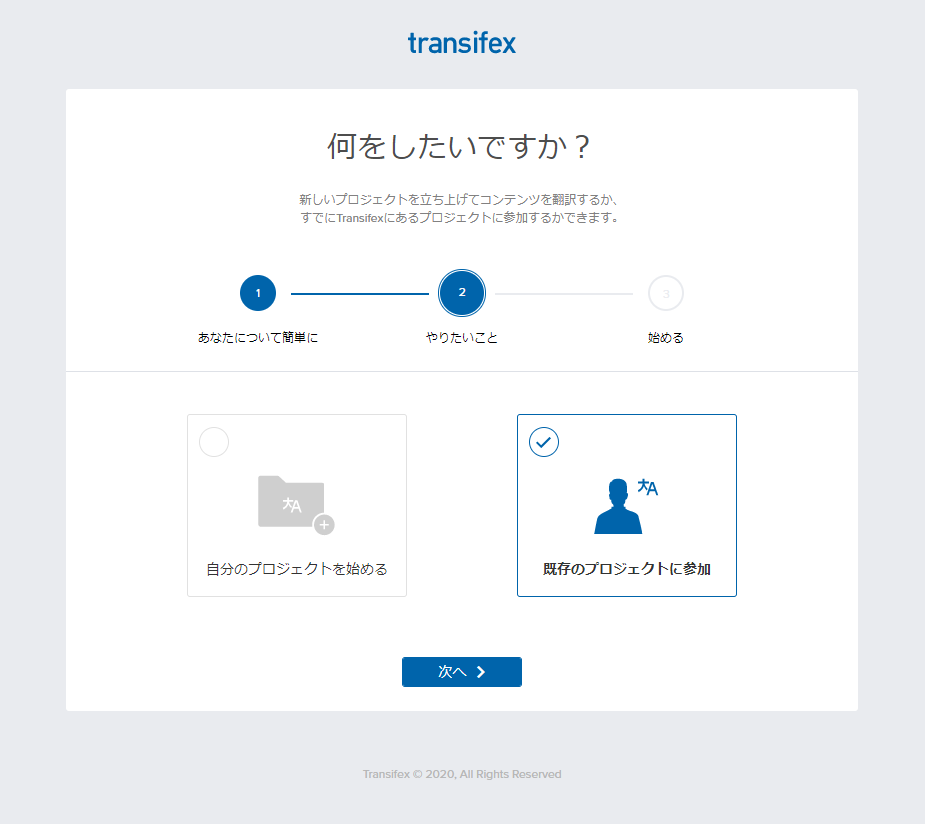 transifex
何をしたいですか？
新しいプロジェクトを立ち上げてコンテンツを翻訳するか、
すでにTransifexにあるプロジェクトに参加するかできます。
1
2
3
あなたについて簡単に
やりたいこと
始める
大A
大A
自分のプロジェクトを始める
既存のプロジェクトに参加
次へ
Transifex © 2020, All Rights Reserved